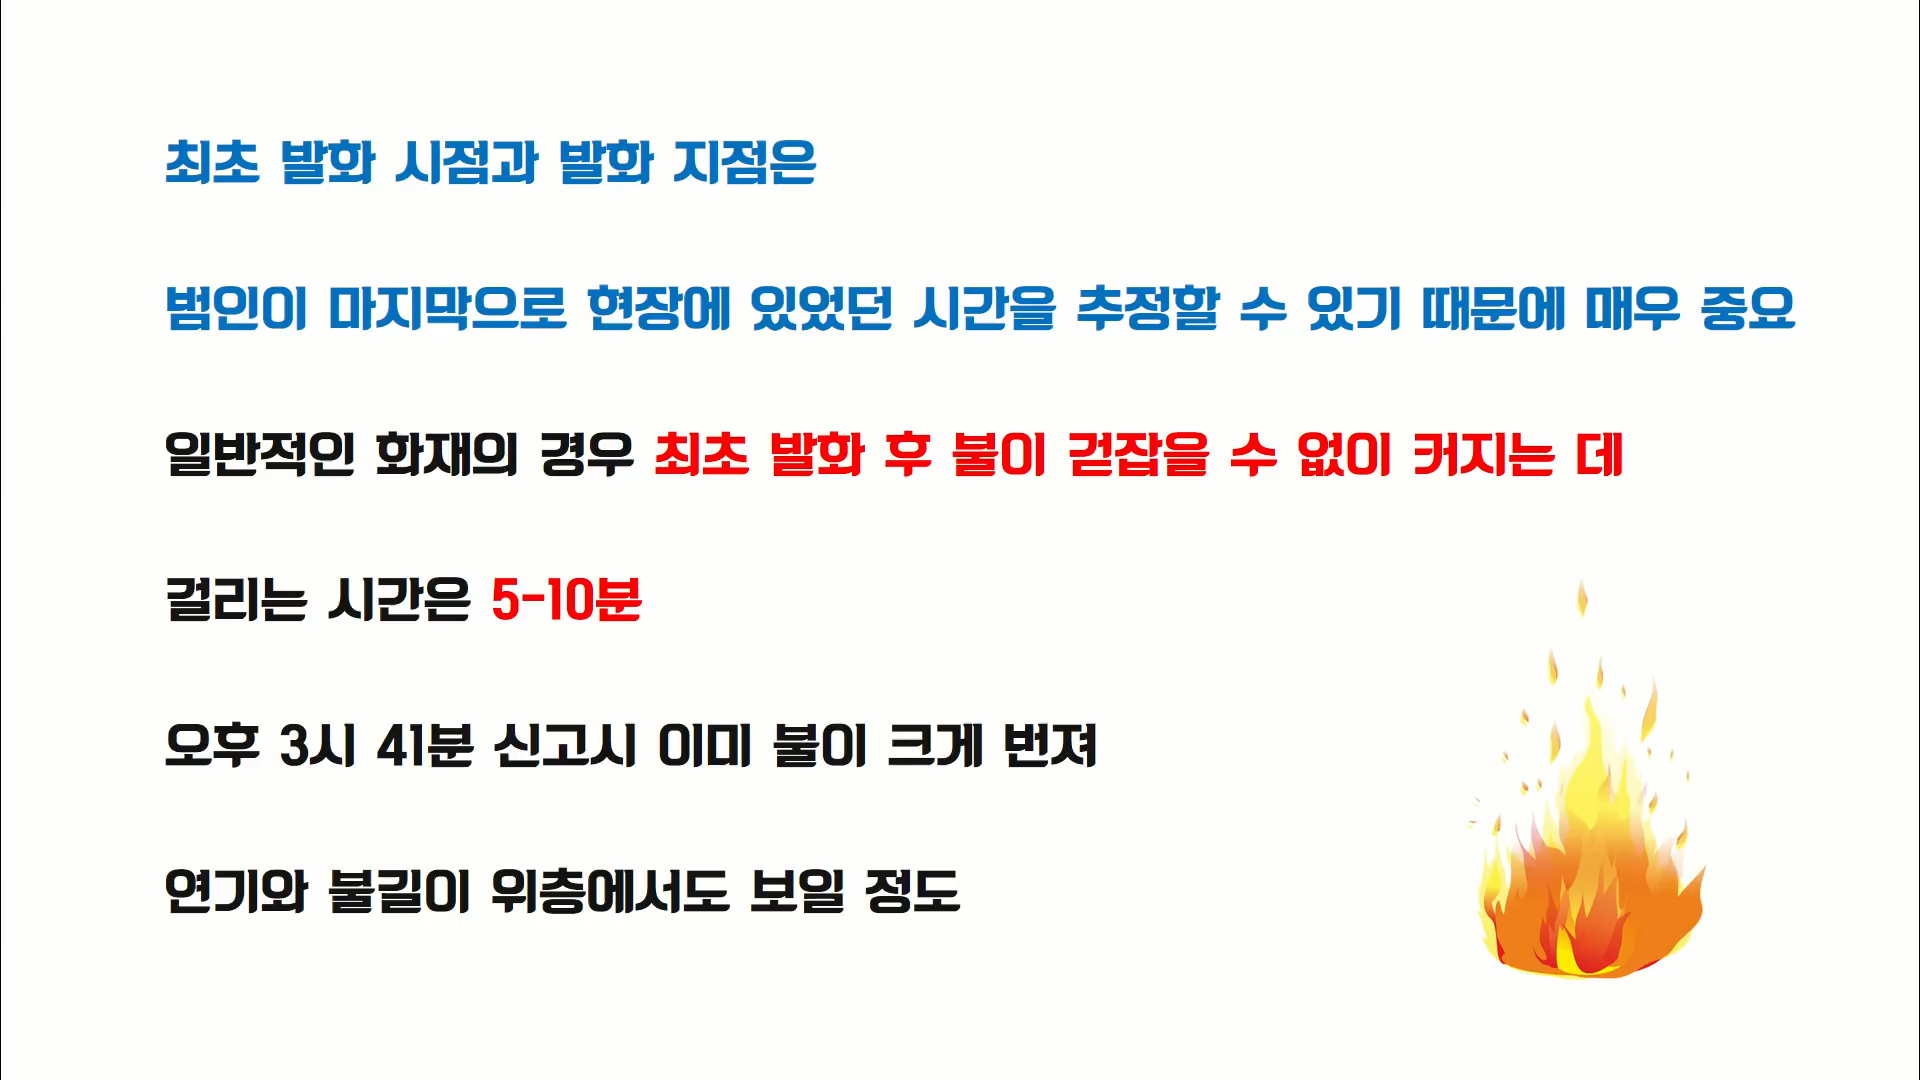 최초 발화 시점과 발화 지점은
범인이 마지막으로 현장에 있었던 시간을 추정할 수 있기 때문에 매우 중요
일반적인 화재의 경우 최초 발화 후 불이 걷잡을 수 없이 커지는 데
걸리는 시간은 5-10분
오후 3시 41분 신고시 이미 불이 크게 번져
연기와 불길이 위층에서도 보일 정도